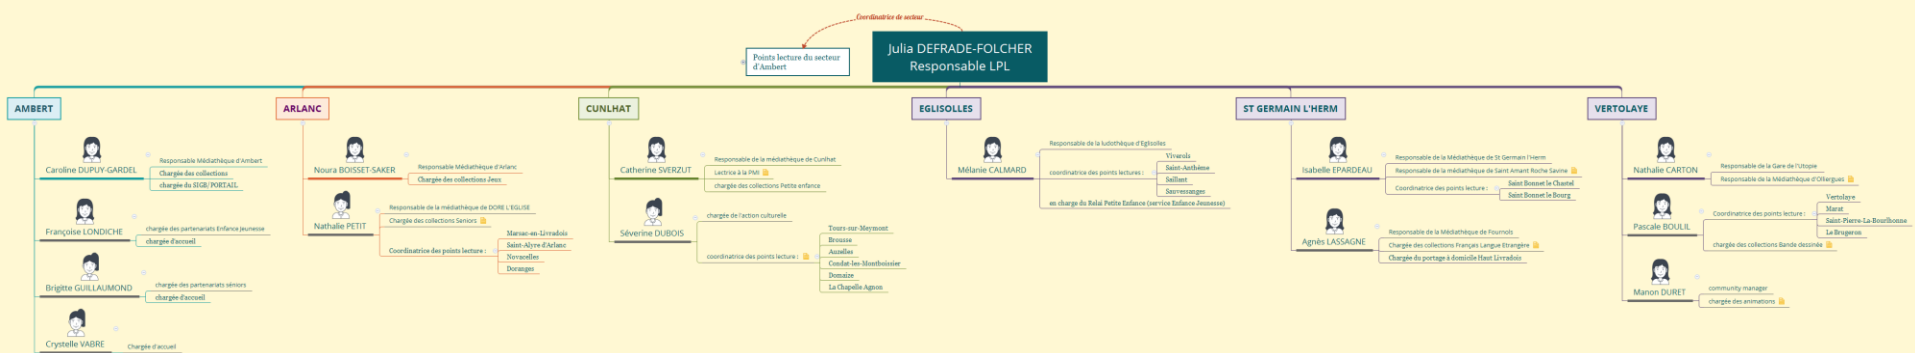 Coordinatrice de secteur
Julia DEFRADE-FOLCHER
Responsable LPL
Points lecture du secteur
d'Ambert
AMBERT
Caroline DUPUY-GARDEL
Responsable Médiathèque d'Ambert
Chargée des collections
chargée du SIGB/PORTAIL
Françoise LONDICHE
chargée des partenariats Enfance Jeunesse
chargée d'accueil
Brigitte GUILLAUMOND
chargée des partenariats séniors
chargée d'accueil
Crystelle VABRE
Chargée d'accueil
ARLANC
Noura BOISSET-SAKER
Responsable Médiathèque d'Arlanc
Chargée des collections Jeux
Nathalie PETIT
Responsable de la médiathèque de DORE L'EGLISE
Chargée des collections Seniors
Coordinatrice des points lecture :
Marsac-en-Livradois
Saint-Alyre d'Arlanc
Novacelles
Doranges
CUNLHAT
Catherine SVERZUT
Responsable de la médiathèque de Cunlhat
Lectrice à la PMI
chargée des collections Petite enfance
Séverine DUBOIS
chargée de l'action culturelle
coordinatrice des points lecture :
Tours-sur-Meymont
Brousse
Auzelles
Condat-les-Montboissier
Domaize
La Chapelle Agnon
EGLISOLLES
Mélanie CALMARD
Responsable de la ludothèque d'Eglisolles
coordinatrice des points lectures :
Viverols
Saint-Anthème
Saillant
Sauvessanges
en charge du Relai Petite Enfance (service Enfance Jeunesse)
ST GERMAIN L'HERM
Isabelle EPARDEAU
Responsable de la Médiathèque de St Germain l'Herm
Responsable de la médiathèque de Saint Amant Roche Savine
Coordinatrice des points lecture :
Saint Bonnet le Chastel
Saint Bonnet le Bourg
Agnès LASSAGNE
Responsable de la Médiathèque de Fournols
Chargée des collections Français Langue Etrangère
Chargée du portage à domicile Haut Livradois
VERTOLAYE
Nathalie CARTON
Responsable de la Gare de l'Utopie
Responsable de la Médiathèque d'Olliergues
Pascale BOULIL
Coordinatrice des points lecture :
Vertolaye
Marat
Saint-Pierre-La-Bourlhonne
Le Brugeron
chargée des collections Bande dessinée
Manon DURET
community manager
chargée des animations